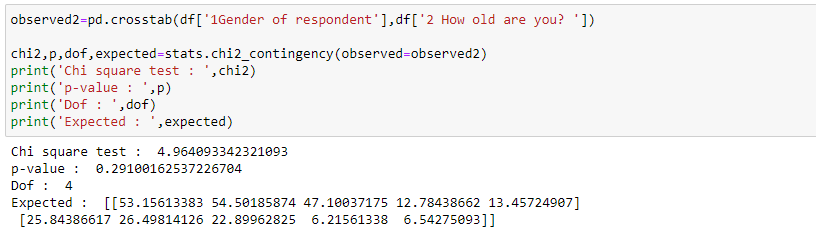 observed2=pd.crosstab(df['1Gender of respondent'],df['2 How old are you? '])
chi2,p,dof,expected=stats.chi2_contingency(observed=observed2)
print('Chi square test : ',chi2)
print('p-value : ',p)
print('Dof : ',dof)
print('Expected : ',expected)
Chi square test :  4.964093342321093
p-value :  0.29100162537226704
Dof :  4
Expected :  [[53.15613383 54.50185874 47.10037175 12.78438662 13.45724907]
 [25.84386617 26.49814126 22.89962825  6.21561338  6.54275093]]